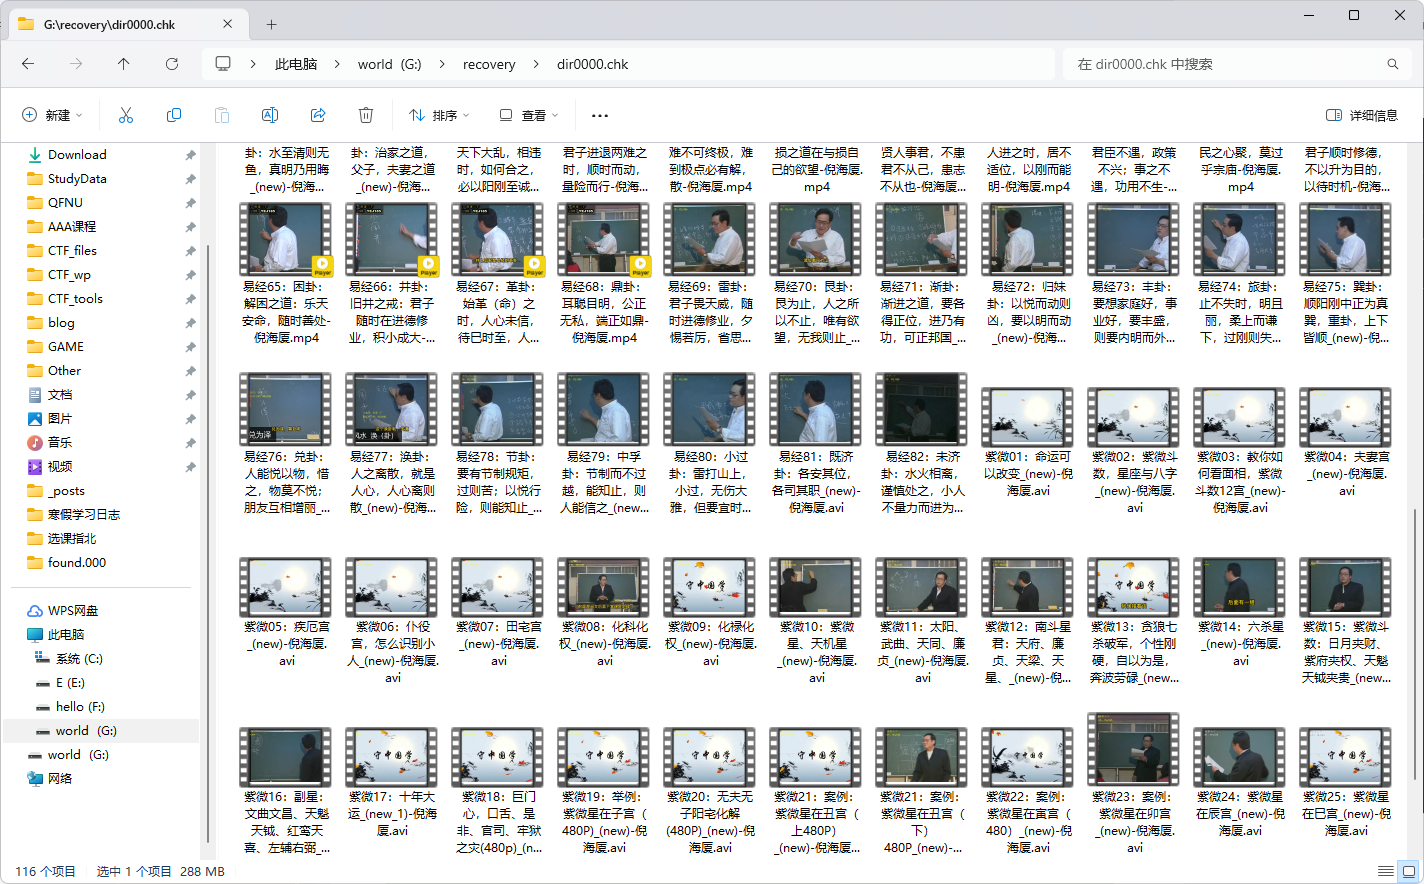 G:\recovery\dir0000.chk
此电脑 world (G:) recovery dir0000.chk
在 dir0000.chk 中搜索
新建 排序 查看 详细信息
Download
StudyData
QFNU
AAA课程
CTF_files
CTF_wp
CTF_tools
blog
GAME
Other
文档
图片
音乐
视频
_posts
寒假学习日志
选课指北
found.000
WPS网盘
此电脑
系统 (C:)
E (E:)
hello (F:)
world (G:)
world (G:)
网络
卦：水至清则无
鱼，真明乃用晦
_(new)-倪海...
卦：治家之道，
父子，夫妻之道
_(new)-倪海...
天下大乱，相违
时，如何合之，
必以阳刚至诚...
君子进退两难之
时，顺时而动，
量险而行-倪海...
难不可终极，难
到极点必有解，
散-倪海厦.mp4
损之道在与损自
己的欲望-倪海厦.
mp4
贤人事君，不患
君不从己，患志
不从也-倪海厦...
人进之时，居不
适位，以刚而能
明-倪海厦.mp4
君臣不遇，政策
不兴；事之不
遇，功用不生-...
民之心聚，莫过
乎宗庙-倪海厦.
mp4
君子顺时修德，
不以升为目的，
以待时机-倪海...
易经65：困卦：
解困之道：乐天
安命，随时善处-
倪海厦.mp4
易经66：井卦：
旧井之戒：君子
随时在进德修
业，积小成大-...
易经67：革卦：
始革（命）之
时，人心未信，
待巳时至，人...
易经68：鼎卦：
耳聪目明，公正
无私，端正如鼎-
倪海厦.mp4
易经69：雷卦：
君子畏天威，随
时进德修业，夕
惕若厉，省思...
易经70：艮卦：
艮为止，人之所
以不止，唯有欲
望，无我则止_...
易经71：渐卦：
渐进之道，要各
得正位，进乃有
功，可正邦国_...
易经72：归妹
卦：以悦而动则
凶，要以明而动
_(new)-倪海...
易经73：丰卦：
要想家庭好，事
业好，要丰盛，
则要内明而外...
易经74：旅卦：
止不失时，明且
丽，柔上而谦
下，过刚则失...
易经75：巽卦：
顺阳刚中正为真
巽，重卦，上下
皆顺_(new)-倪...
易经76：兑卦：
人能悦以物，惜
之，物莫不悦；
朋友互相增丽_...
易经77：涣卦：
人之离散，就是
人心，人心离则
散_(new)-倪海...
易经78：节卦：
要有节制规矩，
过则苦；以悦行
险，则能知止_...
易经79：中孚
卦：节制而不过
越，能知止，则
人能信之_(new...
易经80：小过
卦：雷打山上，
小过，无伤大
雅，但要宜时...
易经81：既济
卦：各安其位，
各司其职_(new)-
倪海厦.avi
易经82：未济
卦：水火相离，
谨慎处之，小人
不量力而进为...
紫微01：命运可
以改变_(new)-倪
海厦.avi
紫微02：紫微斗
数，星座与八字
_(new)-倪海厦.
avi
紫微03：教你如
何看面相，紫微
斗数12宫_(new)-
倪海厦.avi
紫微04：夫妻宫
_(new)-倪海厦.
avi
紫微05：疾厄宫
_(new)-倪海厦.
avi
紫微06：仆役
宫，怎么识别小
人_(new)-倪海厦.
avi
紫微07：田宅宫
_(new)-倪海厦.
avi
紫微08：化科化
权_(new)-倪海厦.
avi
紫微09：化禄化
权_(new)-倪海厦.
avi
紫微10：紫微
星、天机星
_(new)-倪海厦.
avi
紫微11：太阳、
武曲、天同、廉
贞_(new)-倪海厦.
avi
紫微12：南斗星
君：天府、廉
贞、天梁、天
星、_(new)-倪...
紫微13：贪狼七
杀破军，个性刚
硬，自以为是，
奔波劳碌_(new...
紫微14：六杀星
_(new)-倪海厦.
avi
紫微15：紫微斗
数：日月夹财、
紫府夹权、天魁
天钺夹贵_(new...
紫微16：副星：
文曲文昌、天魁
天钺、红鸾天
喜、左辅右弼_...
紫微17：十年大
运_(new_1)-倪海
厦.avi
紫微18：巨门
心，口舌、是
非、官司、牢狱
之灾(480p)_(n...
紫微19：举例：
紫微星在子宫（
480P)_(new)-倪
海厦.avi
紫微20：无夫无
子阳宅化解
(480P)_(new)-倪
海厦.avi
紫微21：案例：
紫微星在丑宫（
上480P)
_(new)-倪海厦...
紫微21：案例：
紫微星在丑宫（
下）
480P_(new)-...
紫微22：案例：
紫微星在寅宫（
480）_(new)-倪
海厦.avi
紫微23：案例：
紫微星在卯宫
_(new)-倪海厦.
avi
紫微24：紫微星
在辰宫_(new)-倪
海厦.avi
紫微25：紫微星
在巳宫_(new)-倪
海厦.avi
116 个项目 选中 1 个项目 288 MB